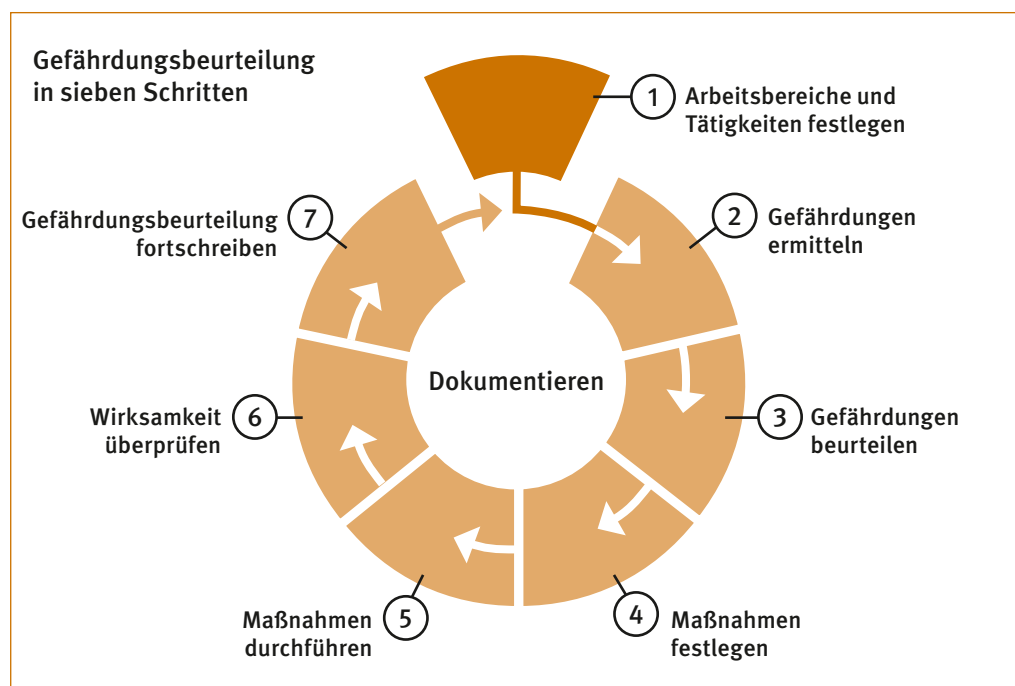 Gefährdungsbeurteilung
in sieben Schritten
1
Arbeitsbereiche und
Tätigkeiten festlegen
2
Gefährdungen
ermitteln
3
Gefährdungen
beurteilen
4
Maßnahmen
festlegen
5
Maßnahmen
durchführen
6
Wirksamkeit
überprüfen
7
Gefährdungsbeurteilung
fortschreiben
Dokumentieren